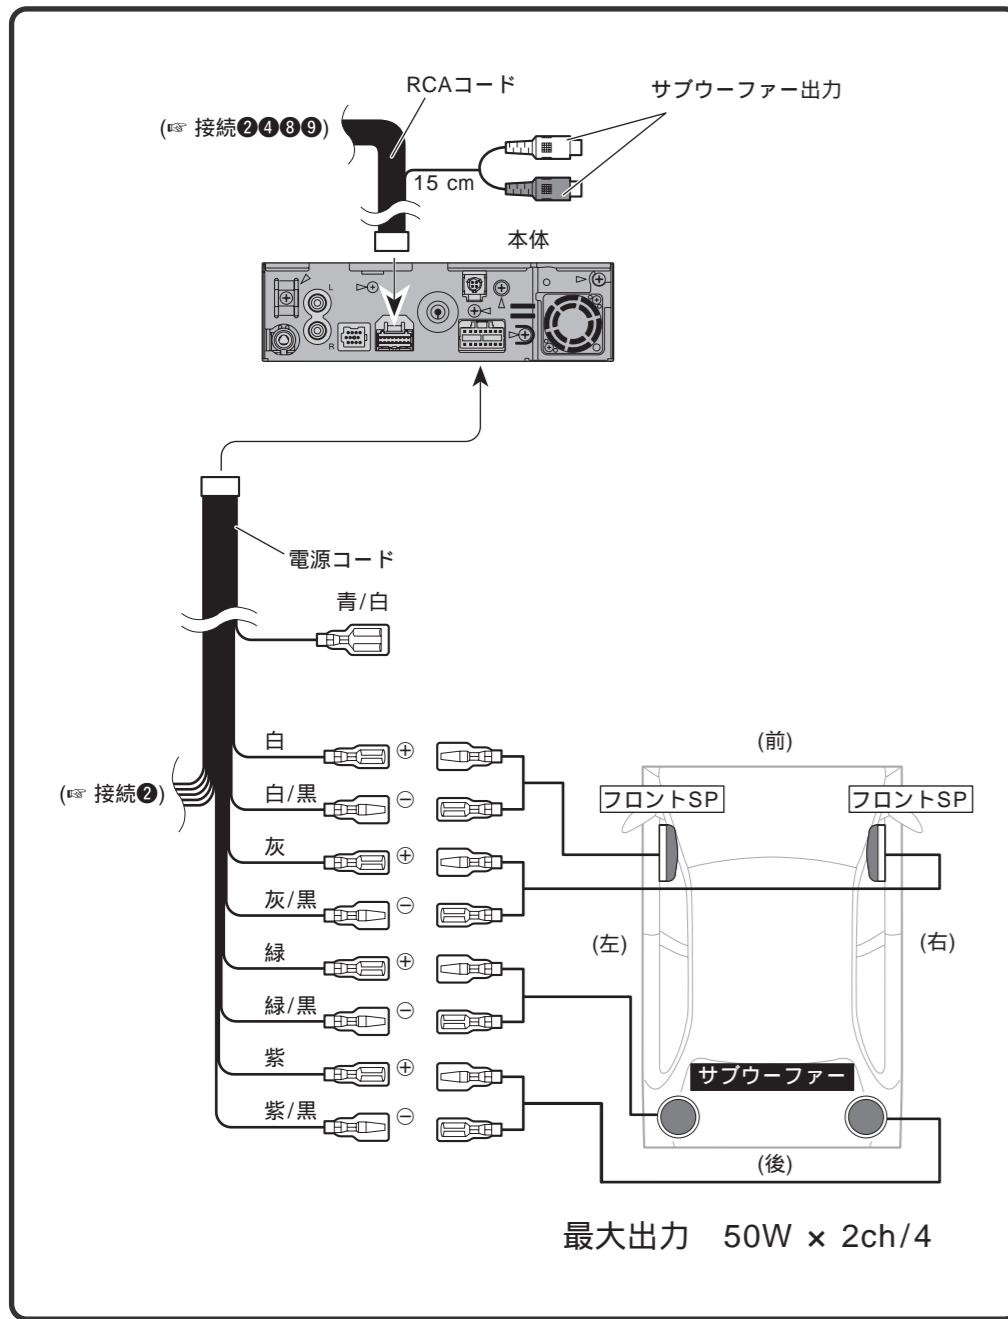 RCAコード
サブウーファー出力
(☞ 接続❷❹❽❾)
15 cm
本体
L
R
電源コード
青/白
白 ⊕
(前)
(☞ 接続❷)
白/黒 ⊖
フロントSP
フロントSP
灰 ⊕
灰/黒 ⊖
(左)
(右)
緑 ⊕
緑/黒 ⊖
紫 ⊕
サブウーファー
紫/黒 ⊖
(後)
最大出力 50W × 2ch/4